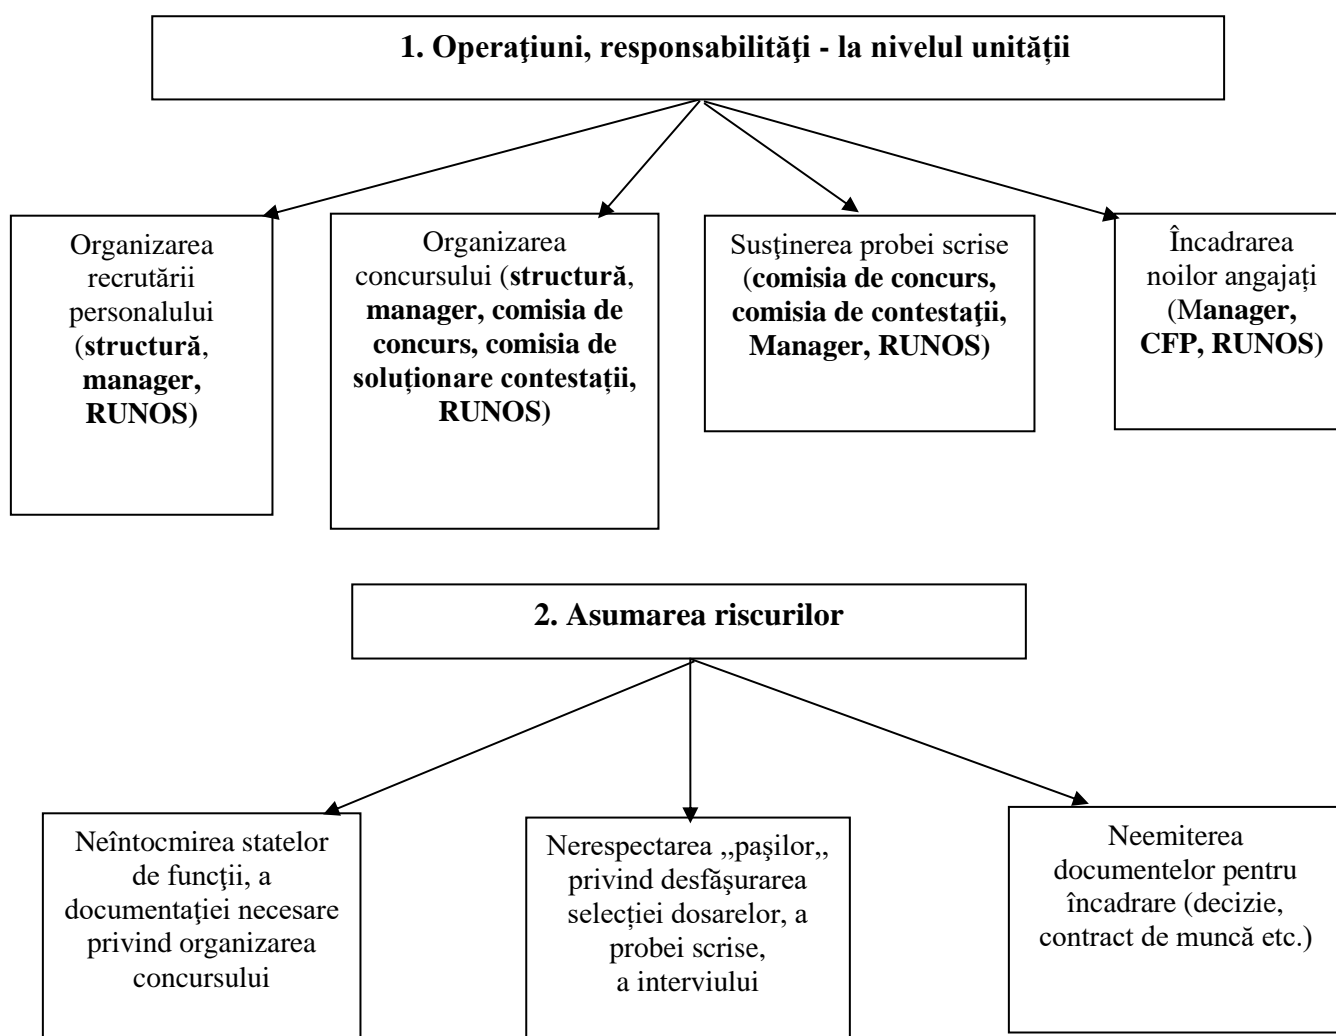 1. Operaţiuni, responsabilităţi - la nivelul unității
Organizarea
recrutării
personalului
(structură,
manager,
RUNOS)
Organizarea
concursului (structură,
manager, comisia de
concurs, comisia de
soluționare contestații,
RUNOS)
Susţinerea probei scrise
(comisia de concurs,
comisia de contestaţii,
Manager, RUNOS)
Încadrarea
noilor angajați
(Manager,
CFP, RUNOS)
2. Asumarea riscurilor
Neîntocmirea statelor
de funcţii, a
documentaţiei necesare
privind organizarea
concursului
Nerespectarea ,,paşilor,,
privind desfăşurarea
selecției dosarelor, a
probei scrise,
a interviului
Neemiterea
documentelor pentru
încadrare (decizie,
contract de muncă etc.)